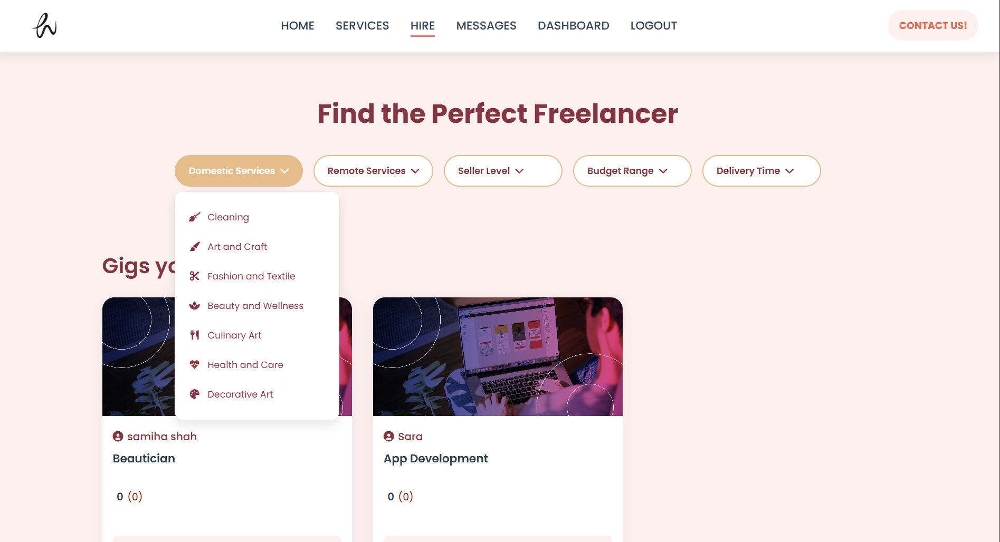 HOME SERVICES HIRE MESSAGES DASHBOARD LOGOUT CONTACT US!
Find the Perfect Freelancer
Domestic Services Remote Services Seller Level Budget Range Delivery Time
Cleaning
Art and Craft
Fashion and Textile
Beauty and Wellness
Culinary Art
Health and Care
Decorative Art
Gigs
samiha shah
Beautician
0 (0)
Sara
App Development
0 (0)